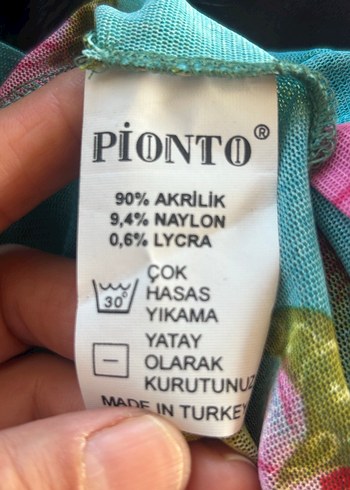 PİONTO®
90% AKRİLİK
9,4% NAYLON
0,6% LYCRA
30°
ÇOK
HASAS
YIKAMA
YATAY
OLARAK
KURUTUNUZ
MADE IN TURKEY